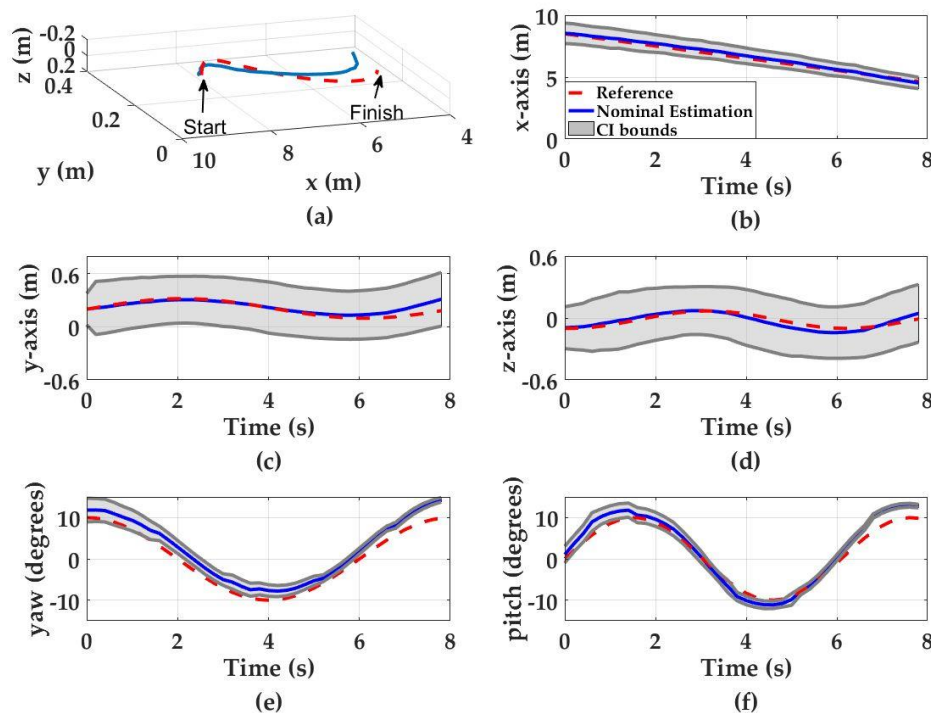 -0.2
0
0.2
z (m)
0.4
0.2
0
y (m)
10
8
6
4
x (m)
Start
Finish
(a)
10
5
0
x-axis (m)
Reference
Nominal Estimation
CI bounds
0 2 4 6 8
Time (s)
(b)
0.6
0
-0.6
y-axis (m)
0 2 4 6 8
Time (s)
(c)
0.6
0
-0.6
z-axis (m)
0 2 4 6 8
Time (s)
(d)
10
0
-10
yaw (degrees)
0 2 4 6 8
Time (s)
(e)
10
0
-10
pitch (degrees)
0 2 4 6 8
Time (s)
(f)